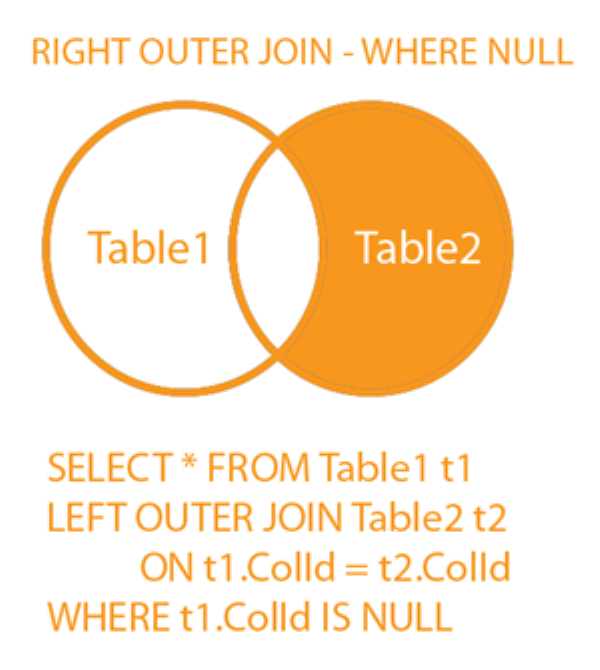 RIGHT OUTER JOIN - WHERE NULL
Table1
Table2
SELECT * FROM Table1 t1
LEFT OUTER JOIN Table2 t2
ON t1.ColId = t2.ColId
WHERE t1.ColId IS NULL